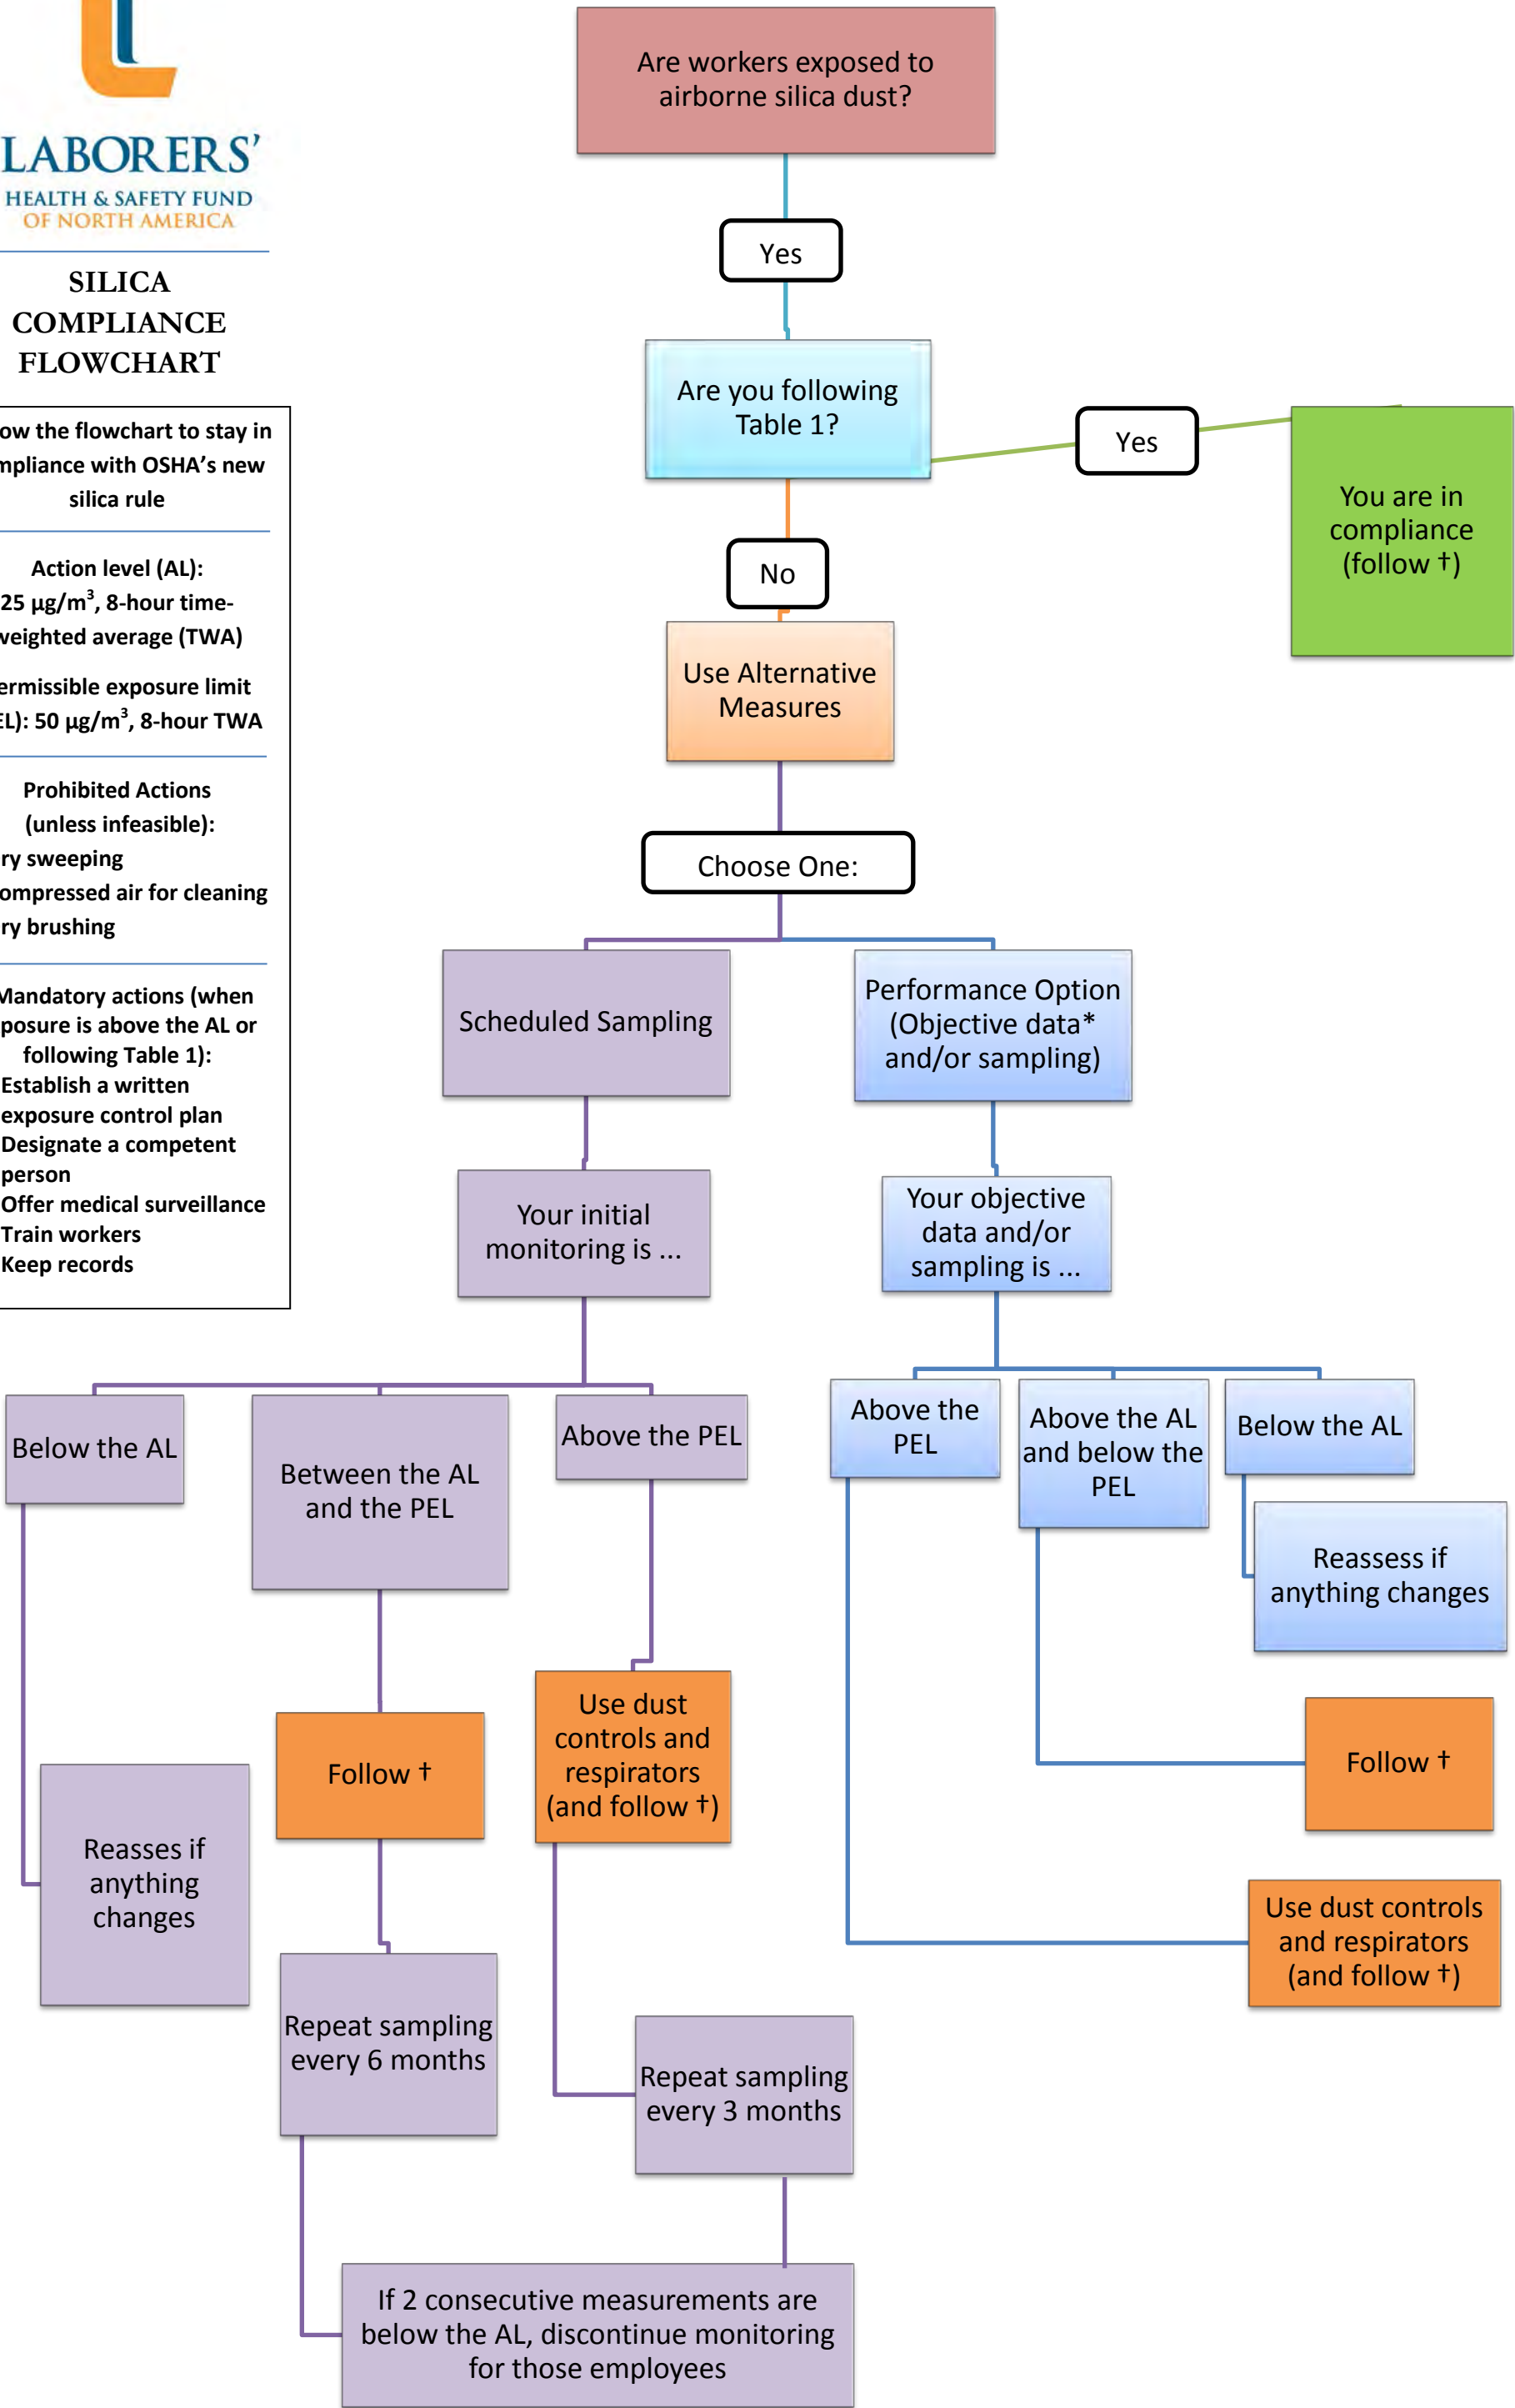 LABORERS’
HEALTH & SAFETY FUND
OF NORTH AMERICA
SILICA
COMPLIANCE
FLOWCHART
the flowchart to stay in
with OSHA’s new
silica rule
Action level (AL):
25 µg/m³, 8-hour time-
average (TWA)
exposure limit
50 µg/m³, 8-hour TWA
Prohibited Actions
(unless infeasible):
sweeping
air for cleaning
brushing
Mandatory actions (when
is above the AL or
following Table 1):
Establish a written
exposure control plan
Designate a competent
person
Offer medical surveillance
Train workers
Keep records
Are workers exposed to
airborne silica dust?
Yes
Are you following
Table 1?
Yes
You are in
compliance
(follow †)
No
Use Alternative
Measures
Choose One:
Scheduled Sampling
Performance Option
(Objective data*
and/or sampling)
Your initial
monitoring is ...
Your objective
data and/or
sampling is ...
Below the AL
Between the AL
and the PEL
Above the PEL
Above the
PEL
Above the AL
and below the
PEL
Below the AL
Reassess if
anything changes
Use dust
controls and
respirators
(and follow †)
Follow †
Follow †
Reasses if
anything
changes
Use dust controls
and respirators
(and follow †)
Repeat sampling
every 6 months
Repeat sampling
every 3 months
If 2 consecutive measurements are
below the AL, discontinue monitoring
for those employees